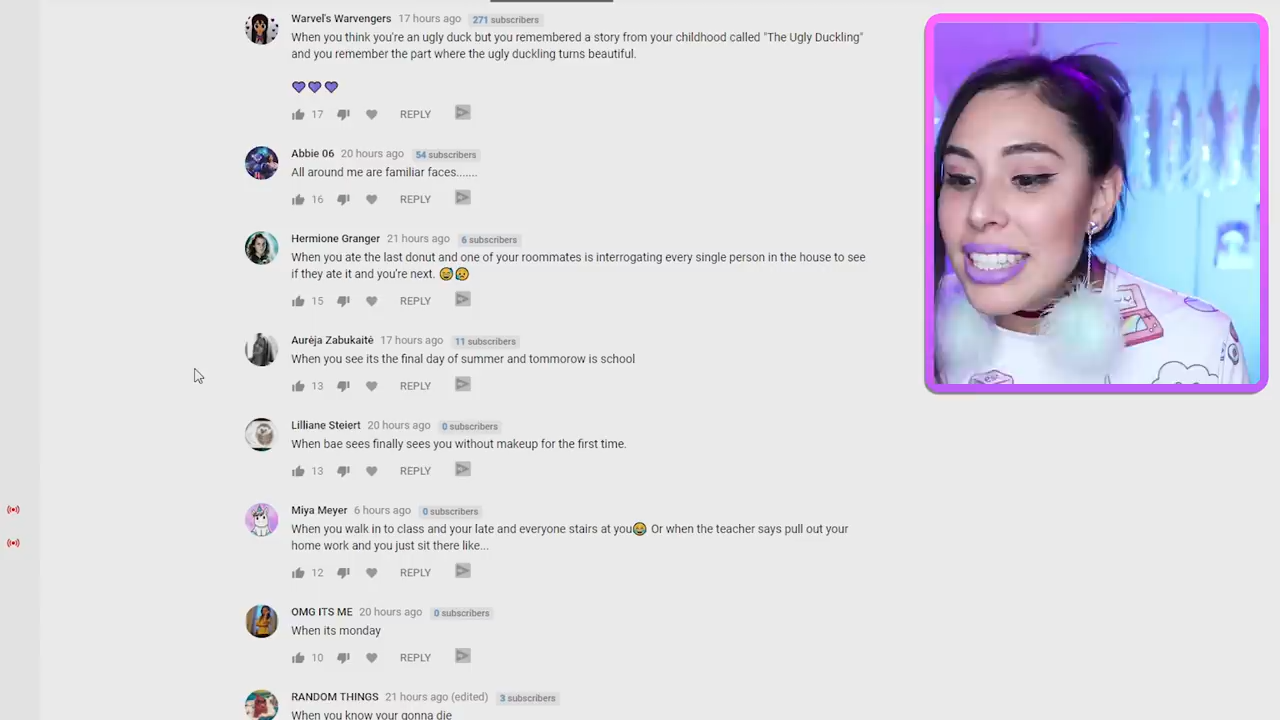 Warvel's Warvengers 17 hours ago 271 subscribers
When you think you're an ugly duck but you remembered a story from your childhood called "The Ugly Duckling"
and you remember the part where the ugly duckling turns beautiful.
💜💜💜
17 REPLY
Abbie 06 20 hours ago 54 subscribers
All around me are familiar faces.......
16 REPLY
Hermione Granger 21 hours ago 6 subscribers
When you ate the last donut and one of your roommates is interrogating every single person in the house to see
if they ate it and you're next. 😅😥
15 REPLY
Aurėja Zabukaitė 17 hours ago 11 subscribers
When you see its the final day of summer and tommorow is school
13 REPLY
Lilliane Steiert 20 hours ago 0 subscribers
When bae sees finally sees you without makeup for the first time.
13 REPLY
Miya Meyer 6 hours ago 0 subscribers
When you walk in to class and your late and everyone stairs at you😂 Or when the teacher says pull out your
home work and you just sit there like...
12 REPLY
OMG ITS ME 20 hours ago 0 subscribers
When its monday
10 REPLY
RANDOM THINGS 21 hours ago (edited) 3 subscribers
When you know your gonna die